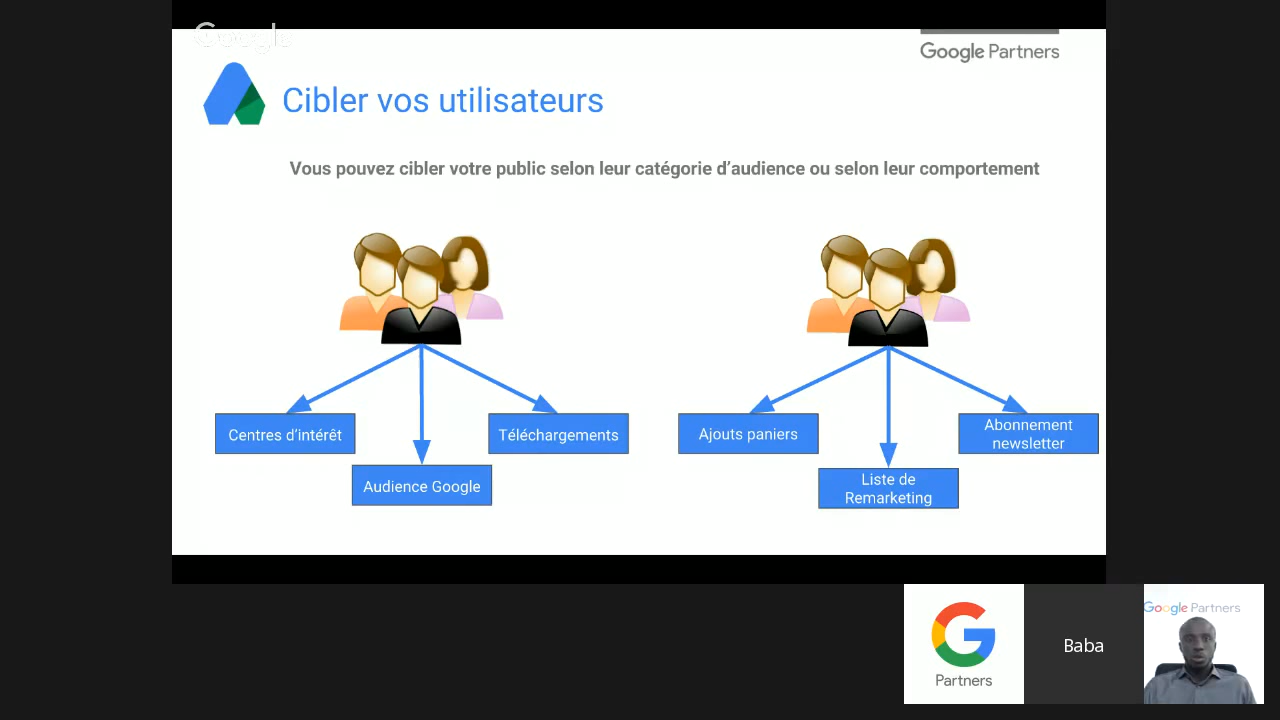 Google
Google Partners
Cibler vos utilisateurs
Vous pouvez cibler votre public selon leur catégorie d’audience ou selon leur comportement
Centres d’intérêt
Téléchargements
Audience Google
Ajouts paniers
Abonnement
newsletter
Liste de
Remarketing
Partners
Baba
Google Partners